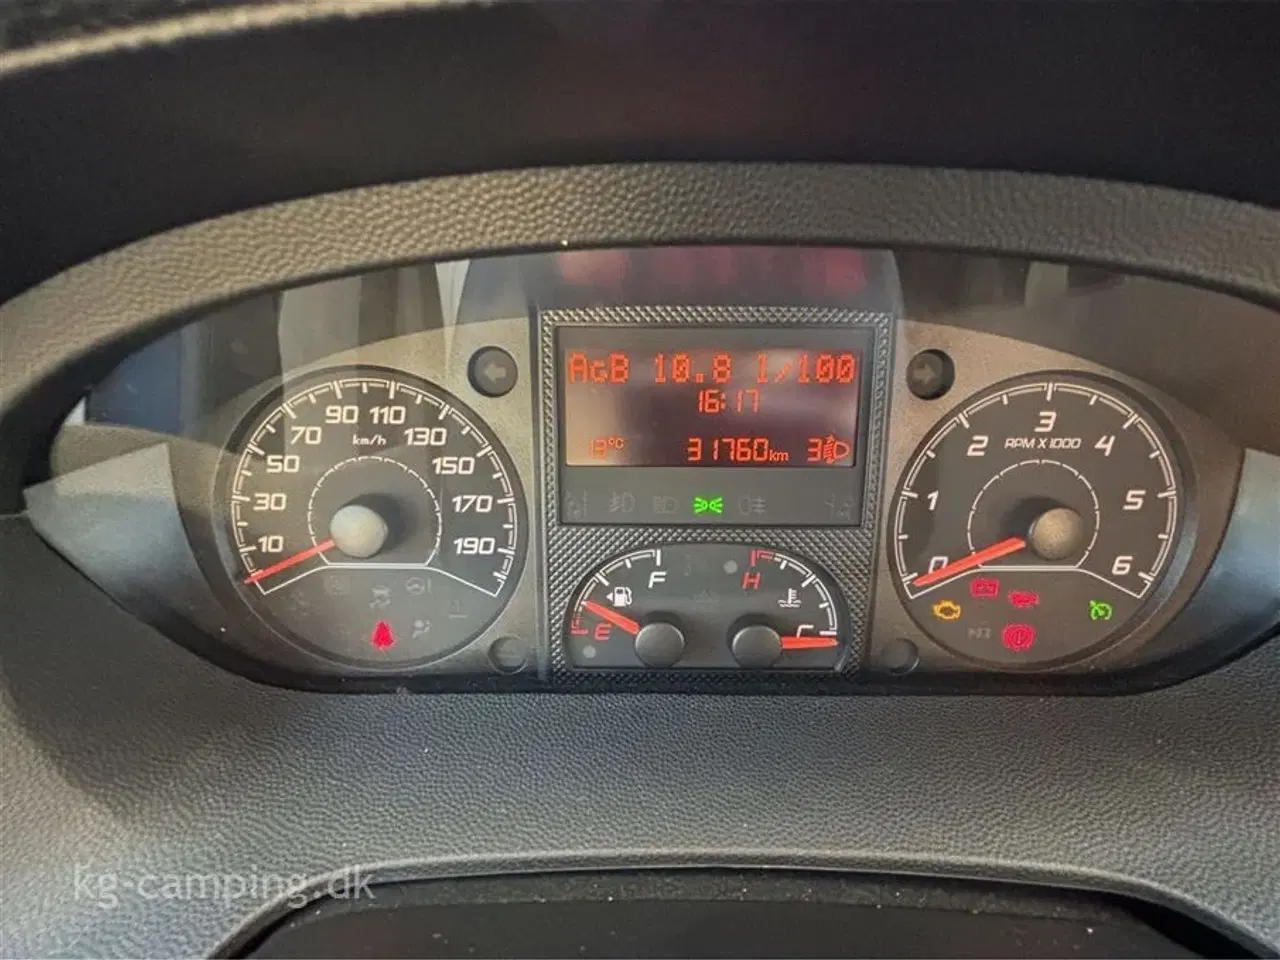 AcB 10.8 l/100
16:17
13°C 31760km 3
10 30 50 70 90 110 130 150 170 190
km/h
0 1 2 3 4 5 6
RPM X 1000
F
E
H
C
kg-camping.dk